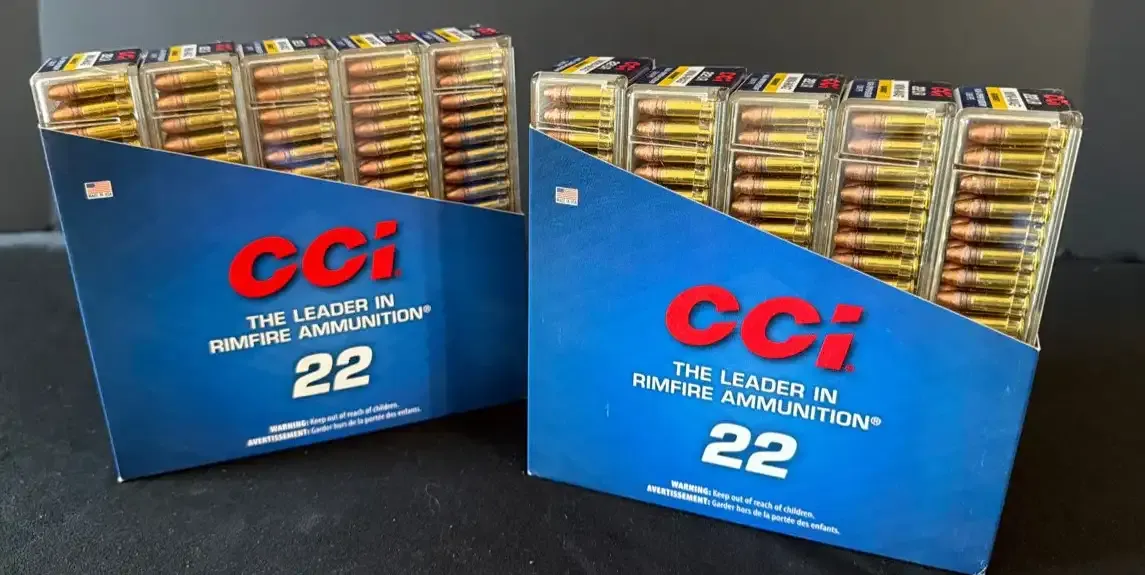 CCi
THE LEADER IN
RIMFIRE AMMUNITION®
22
WARNING: Keep out of reach of children.
AVERTISSEMENT: Garder hors de la portée des enfants.
CCi
THE LEADER IN
RIMFIRE AMMUNITION®
22
WARNING: Keep out of reach of children.
AVERTISSEMENT: Garder hors de la portée des enfants.